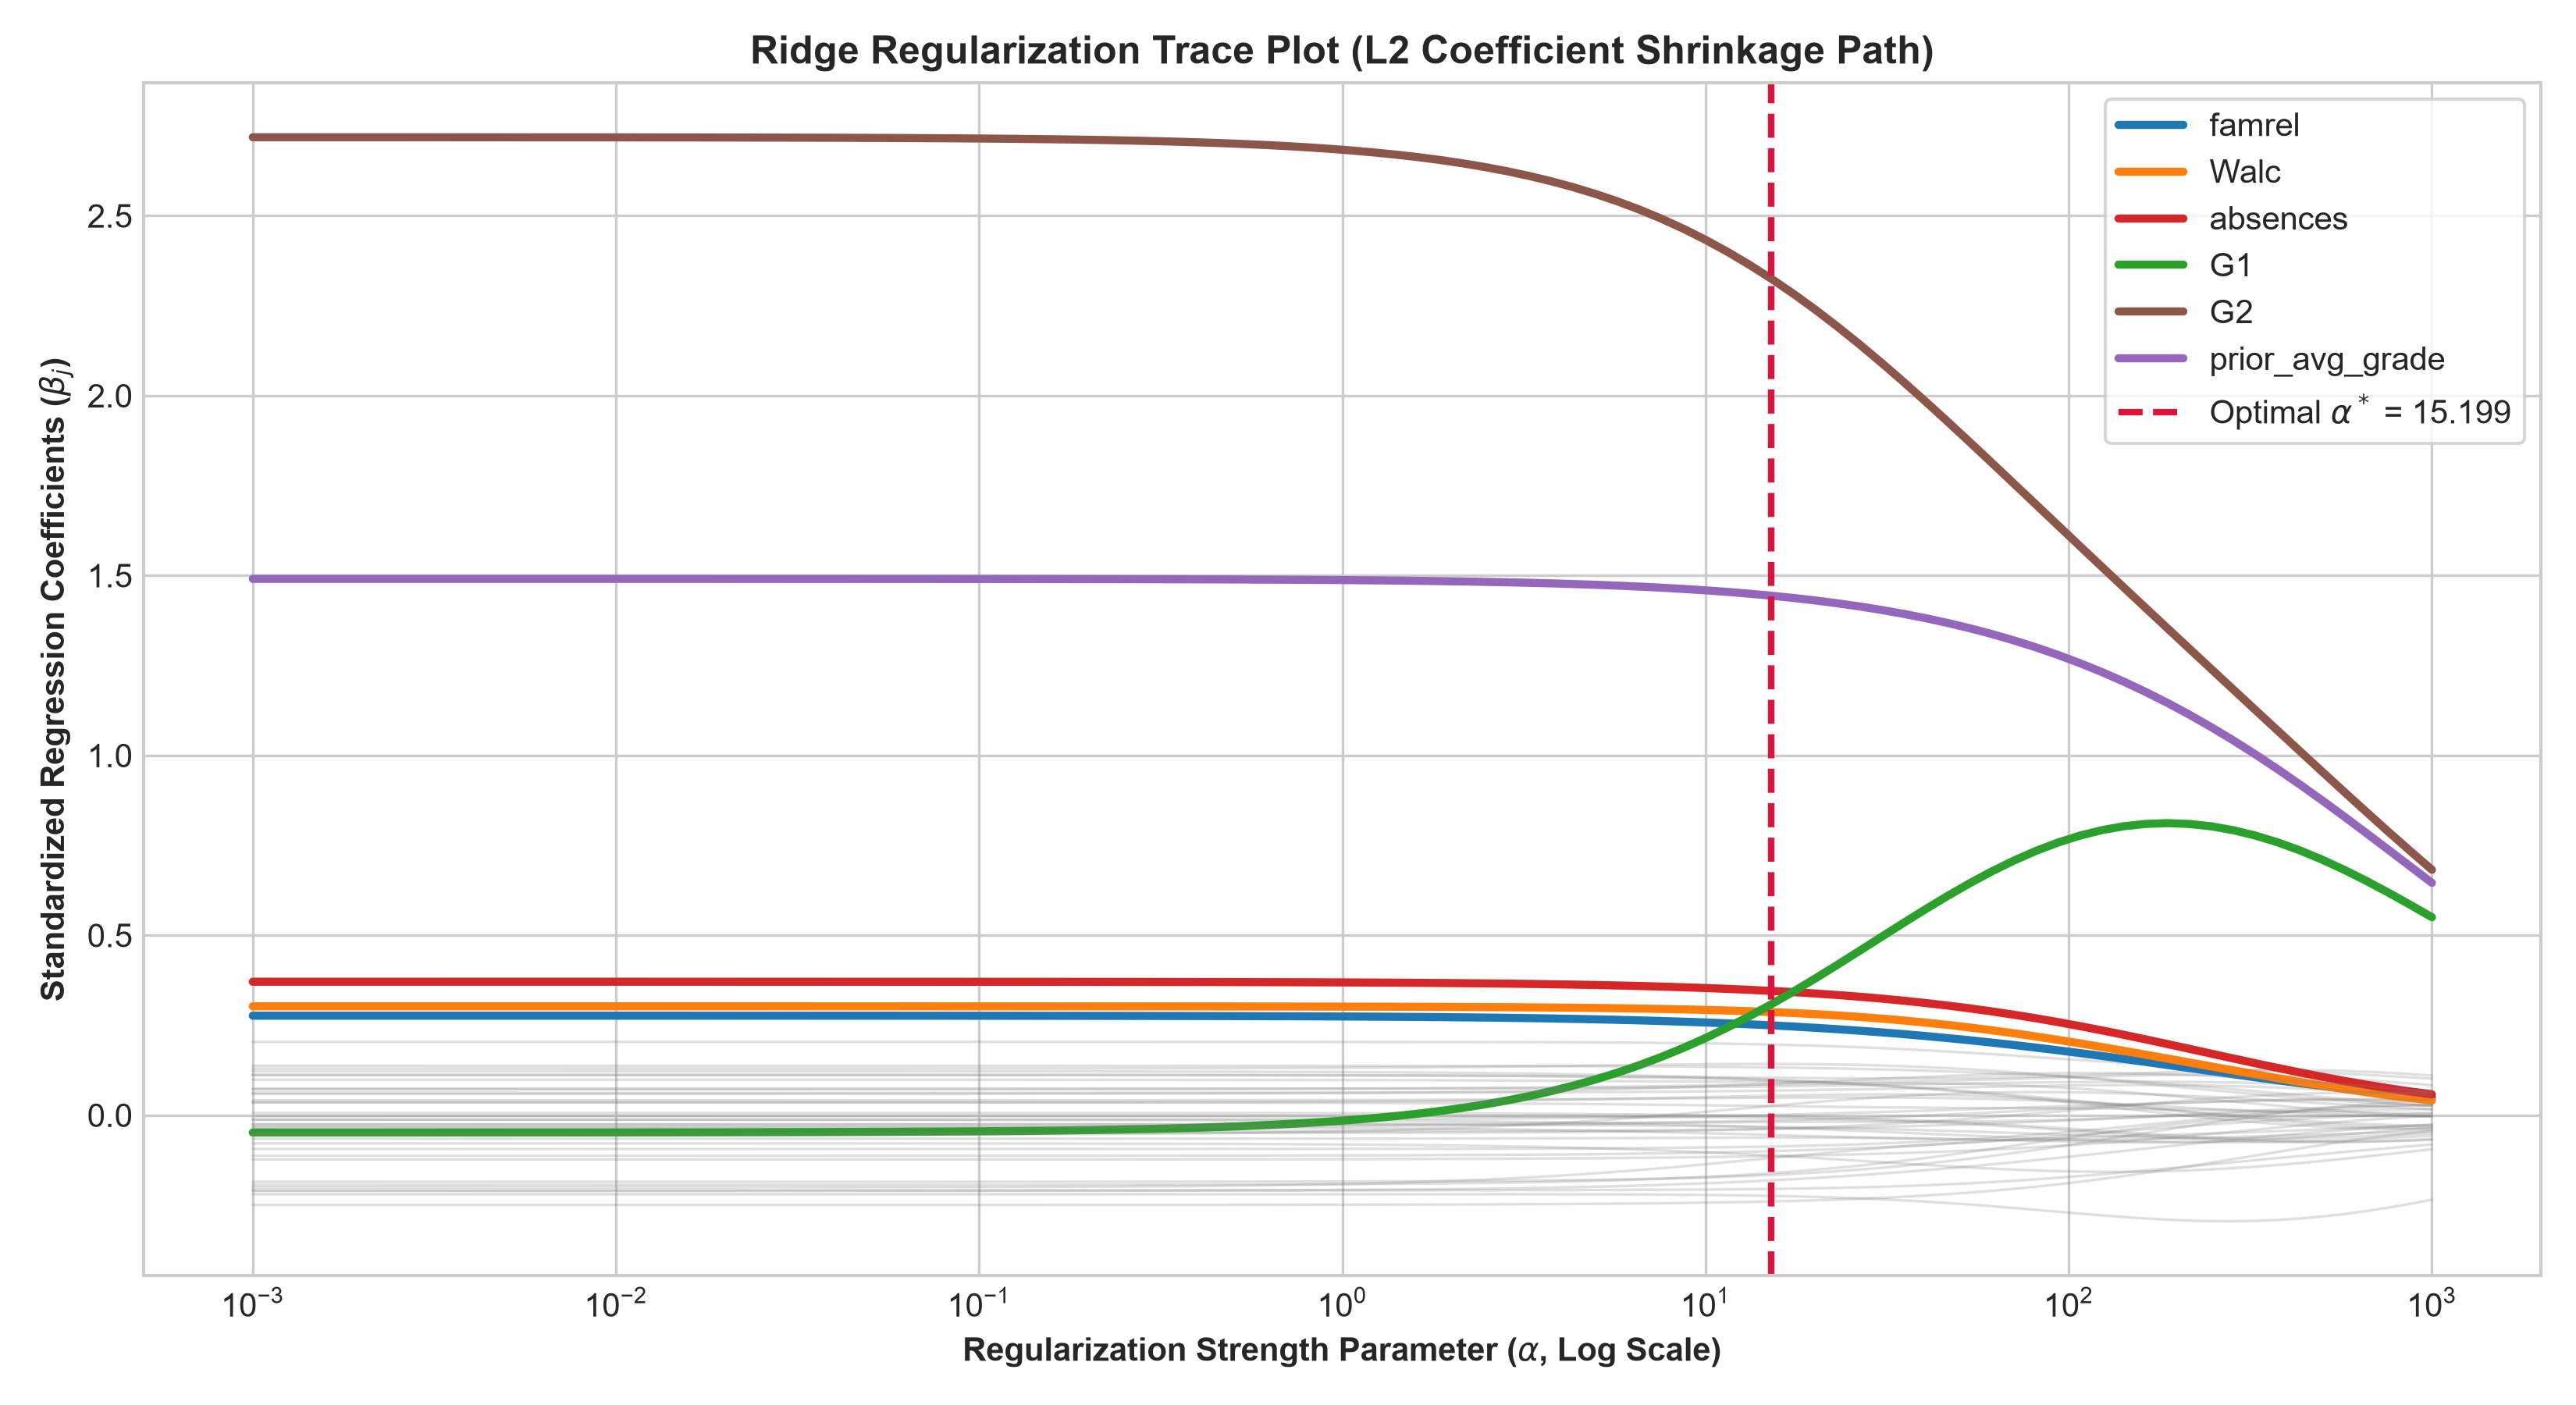 Ridge Regularization Trace Plot (L2 Coefficient Shrinkage Path)
Standardized Regression Coefficients (βⱼ)
2.5
2.0
1.5
1.0
0.5
0.0
famrel
Walc
absences
G1
G2
prior_avg_grade
Optimal α* = 15.199
10⁻³ 10⁻² 10⁻¹ 10⁰ 10¹ 10² 10³
Regularization Strength Parameter (α, Log Scale)